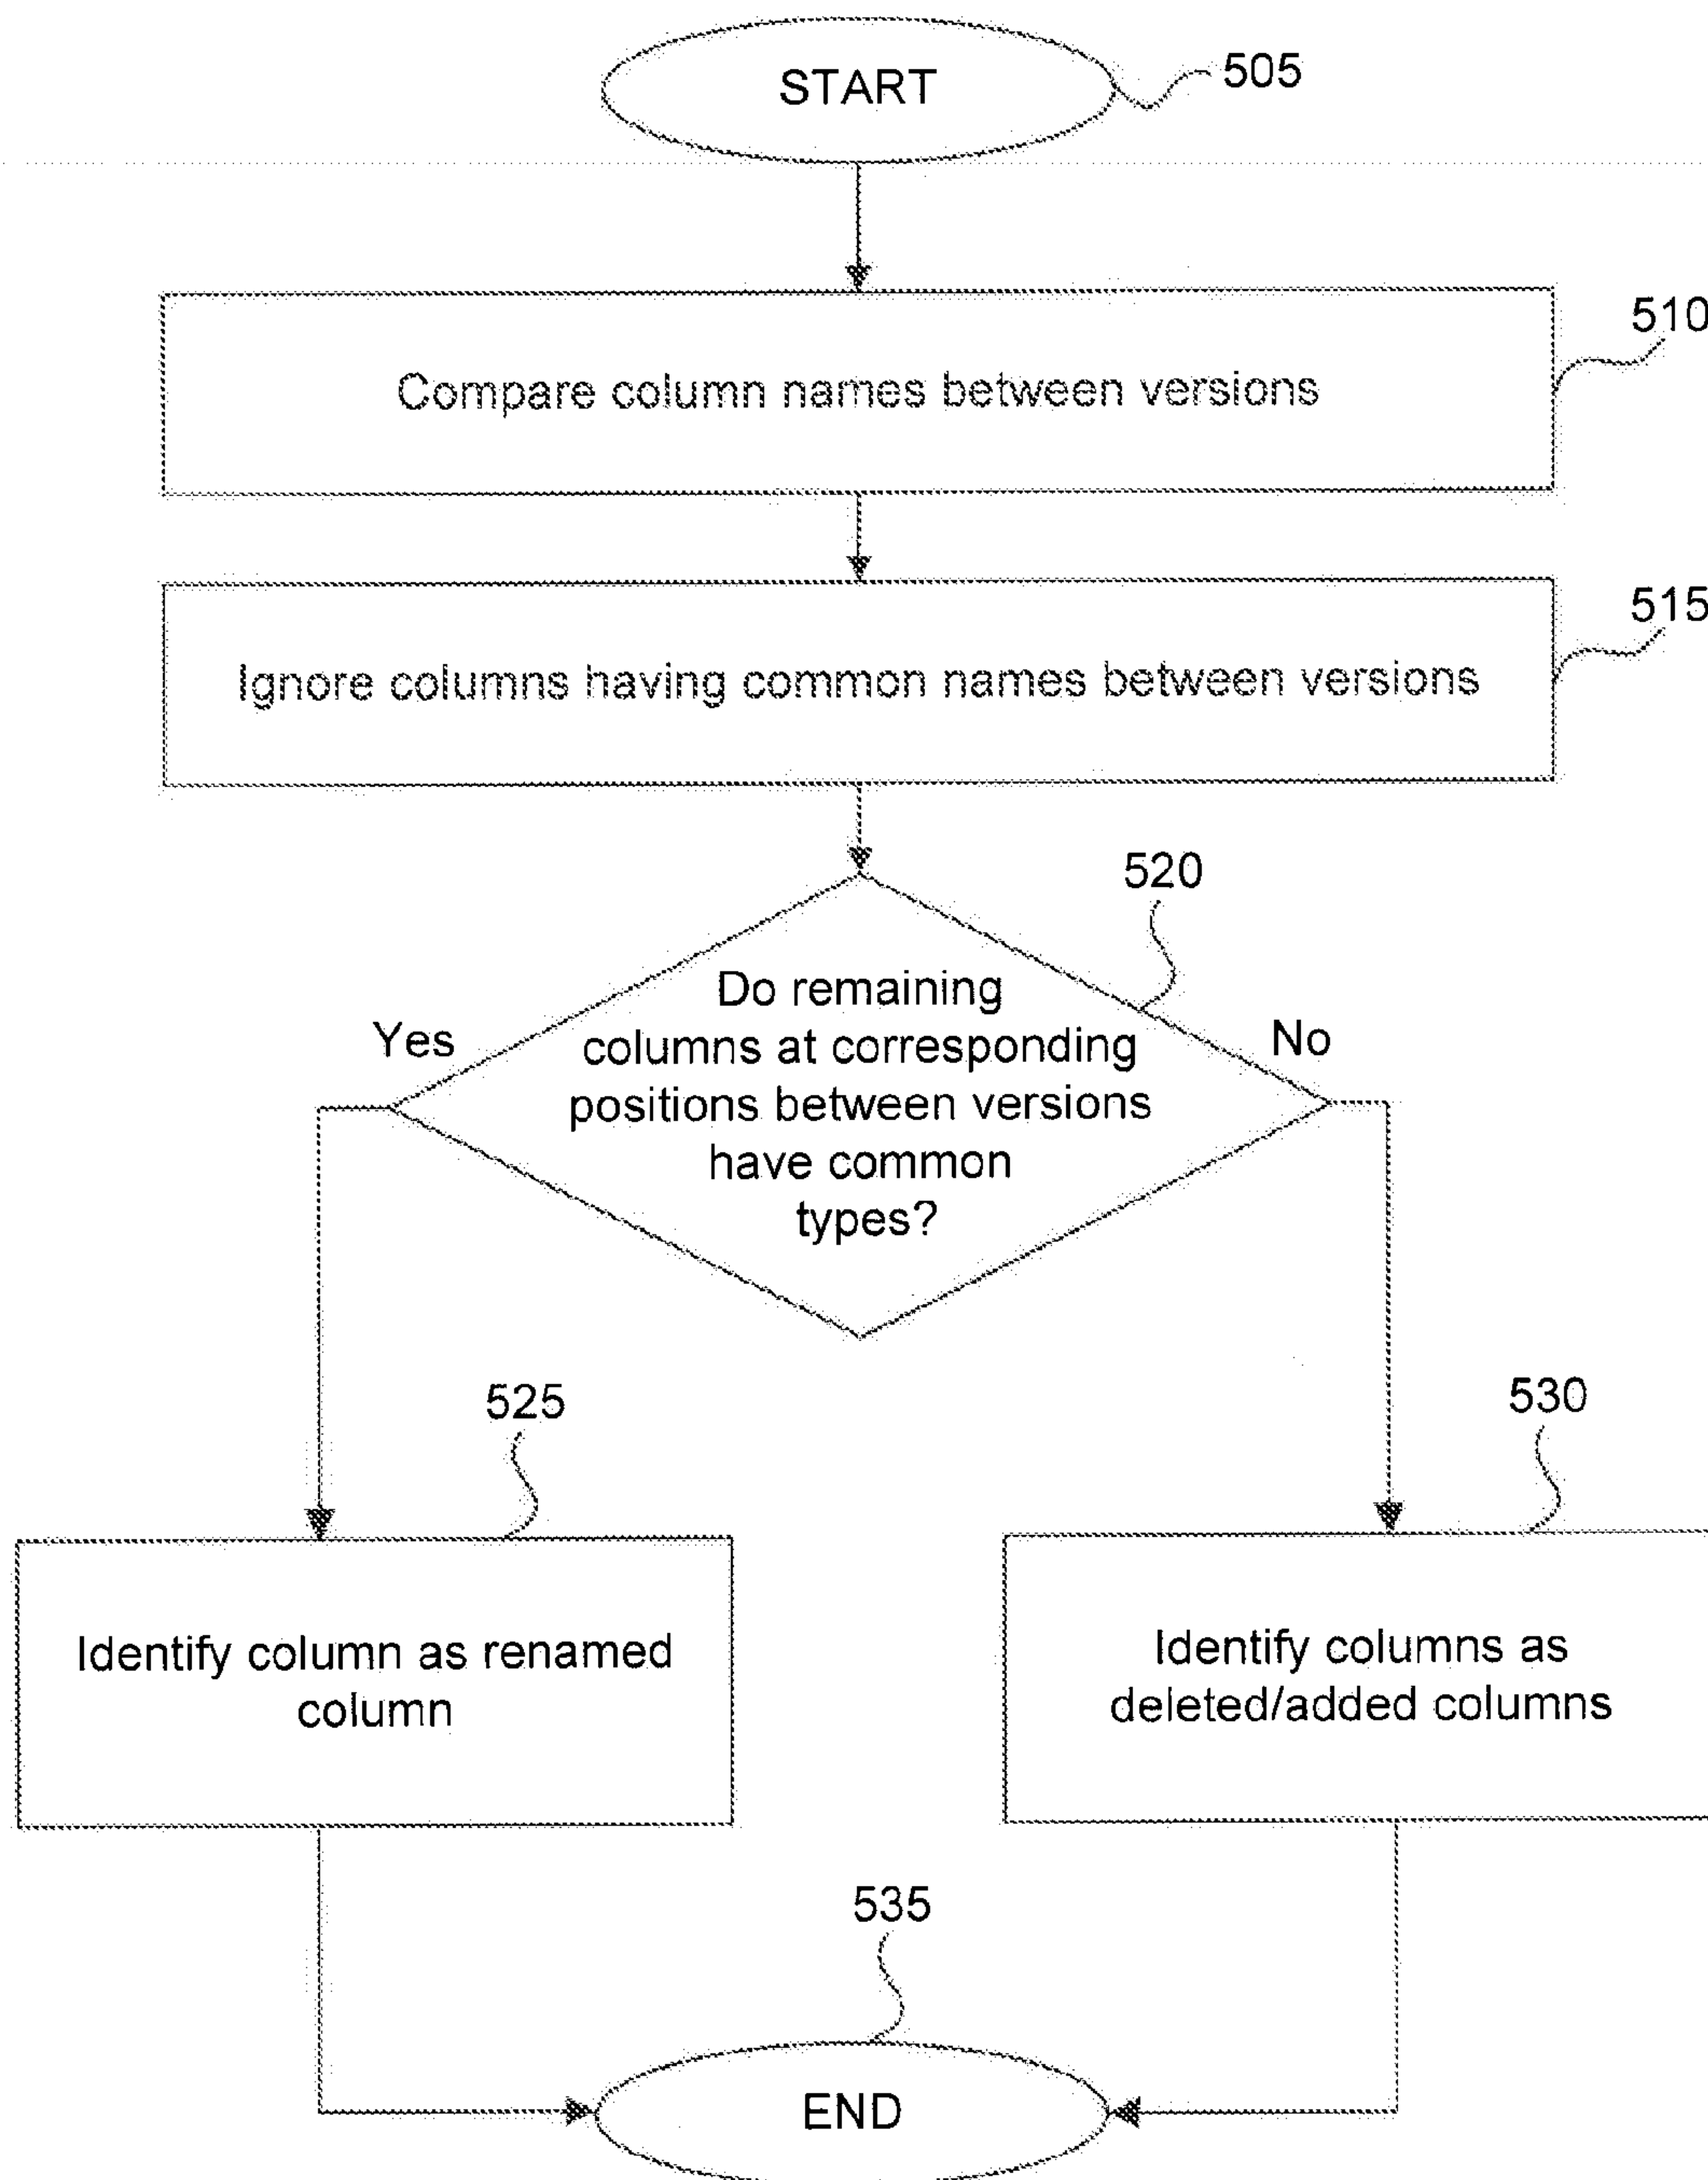 START
505
510
Compare column names between versions
515
Ignore columns having common names between versions
520
Do remaining
columns at corresponding
positions between versions
have common
types?
Yes
No
525
530
Identify column as renamed
column
Identify columns as
deleted/added columns
535
END